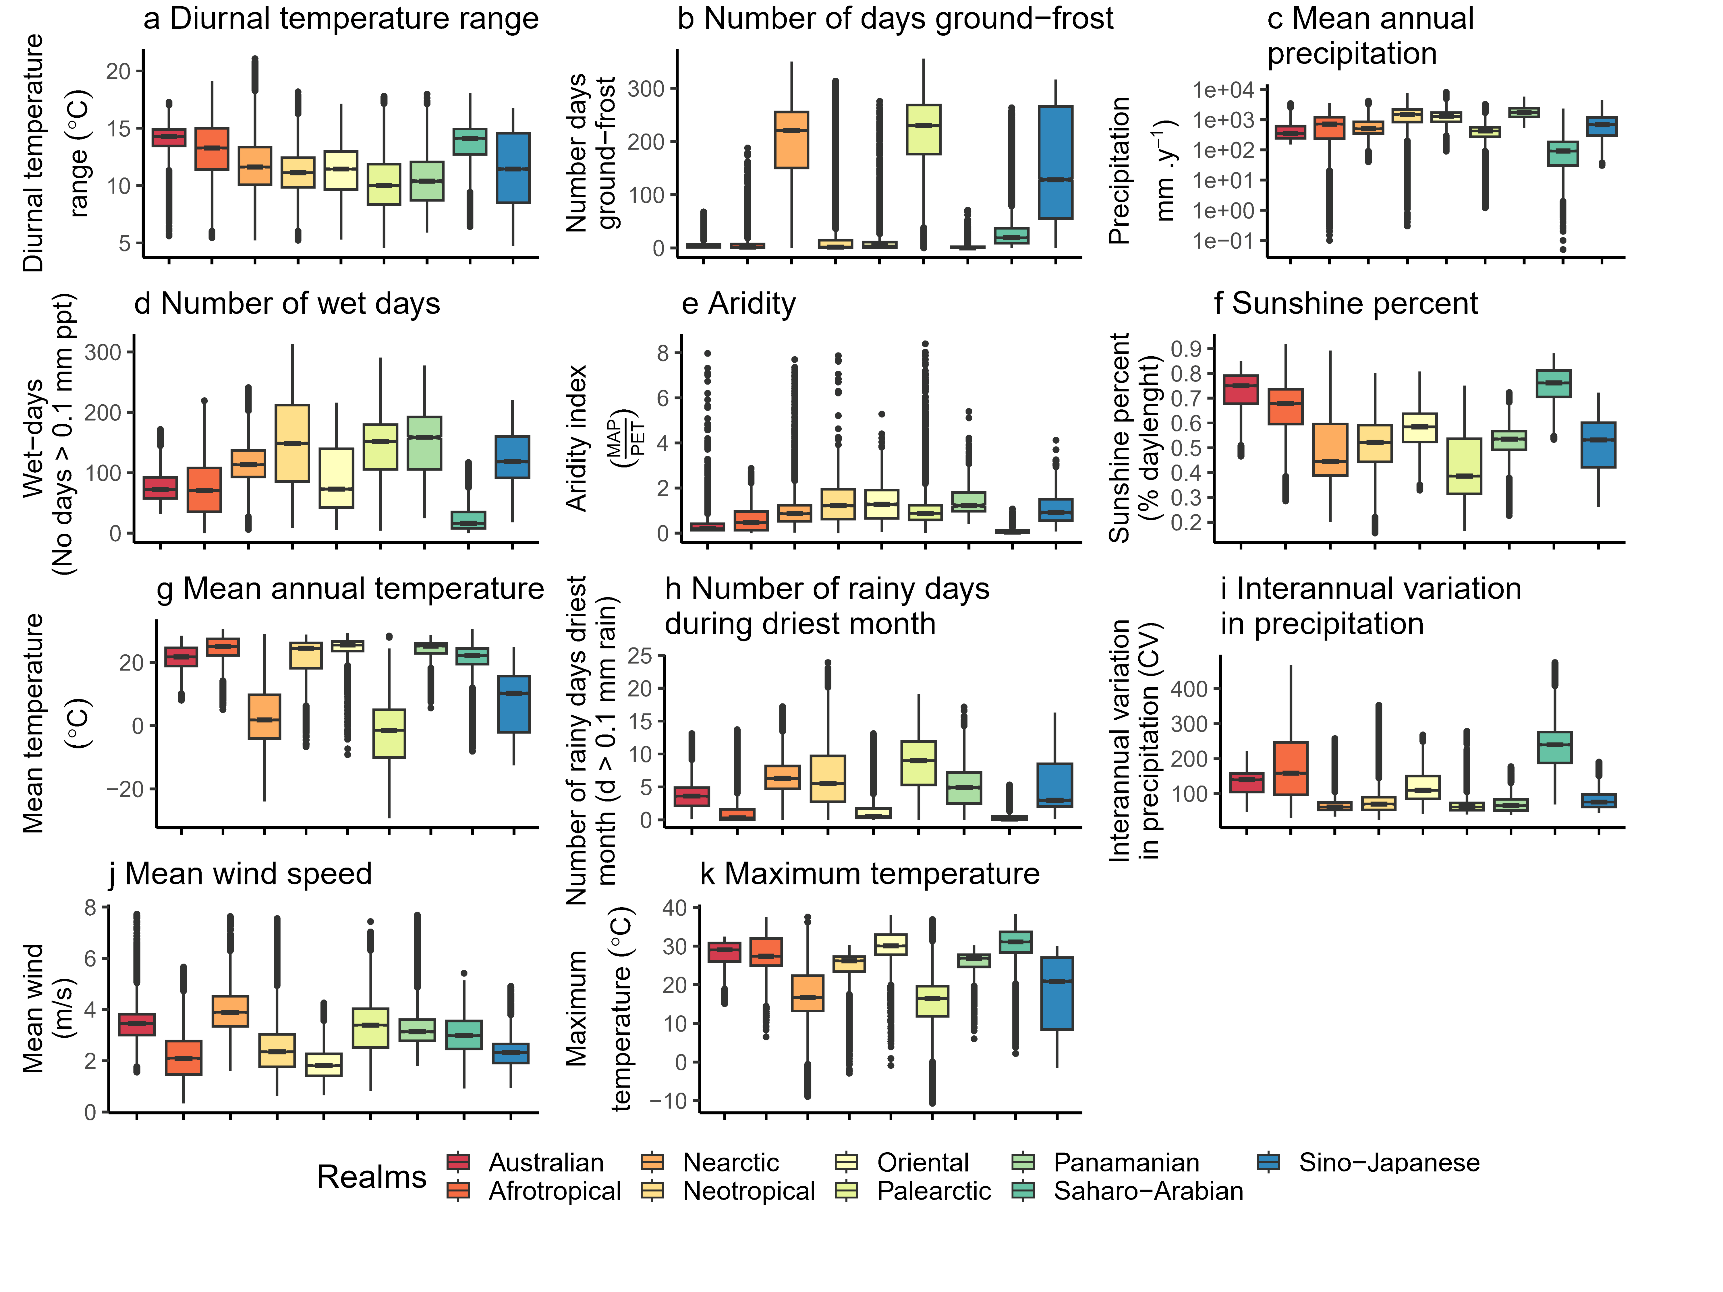 a Diurnal temperature range
Diurnal temperature
range (°C)
20
15
10
5
b Number of days ground−frost
Number days
ground−frost
300
200
100
0
c Mean annual
precipitation
Precipitation
mm .y−1)
1e+04
1e+03
1e+02
1e+01
1e+00
1e−01
d Number of wet days
Wet−days
(No days > 0.1 mm ppt)
300
200
100
0
e Aridity
Aridity index
(MAP/PET)
8
6
4
2
0
f Sunshine percent
Sunshine percent
(% daylenght)
0.9
0.8
0.7
0.6
0.5
0.4
0.3
0.2
g Mean annual temperature
Mean temperature
(°C)
20
0
−20
h Number of rainy days
during driest month
Number of rainy days driest
month (d > 0.1 mm rain)
25
20
15
10
5
0
i Interannual variation
in precipitation
Interannual variation
in precipitation (CV)
400
300
200
100
j Mean wind speed
Mean wind
(m/s)
8
6
4
2
0
k Maximum temperature
Maximum
temperature (°C)
40
30
20
10
0
−10
Realms
Australian
Nearctic
Oriental
Panamanian
Sino−Japanese
Afrotropical
Neotropical
Palearctic
Saharo−Arabian